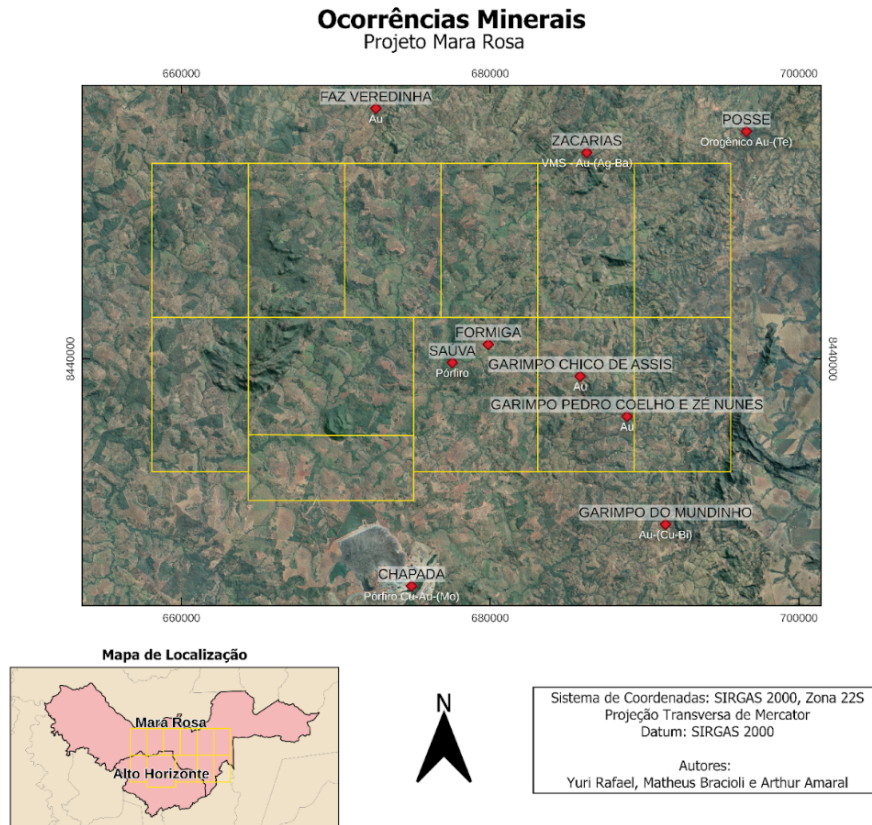 Ocorrências Minerais
Projeto Mara Rosa
660000
680000
700000
FAZ VEREDINHA
Au
POSSE
Orogênico Au-(Te)
ZACARIAS
VMS - Au-(Ag-Ba)
8440000
8440000
FORMIGA
SAUVA
Pórfiro
GARIMPO CHICO DE ASSIS
Au
GARIMPO PEDRO COELHO E ZÉ NUNES
Au
GARIMPO DO MUNDINHO
Au-(Cu-Bi)
CHAPADA
Pórfiro Cu-Au-(Mo)
660000
680000
700000
Mapa de Localização
Mara Rosa
Alto Horizonte
N
Sistema de Coordenadas: SIRGAS 2000, Zona 22S
Projeção Transversa de Mercator
Datum: SIRGAS 2000
Autores:
Yuri Rafael, Matheus Bracioli e Arthur Amaral